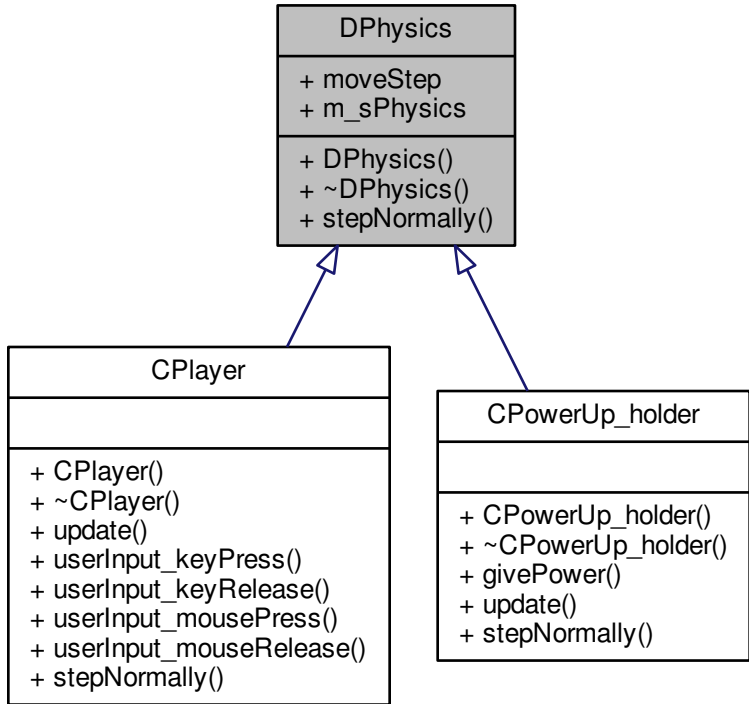 DPhysics
+ moveStep
+ m_sPhysics
+ DPhysics()
+ ~DPhysics()
+ stepNormally()
CPlayer
+ CPlayer()
+ ~CPlayer()
+ update()
+ userInput_keyPress()
+ userInput_keyRelease()
+ userInput_mousePress()
+ userInput_mouseRelease()
+ stepNormally()
CPowerUp_holder
+ CPowerUp_holder()
+ ~CPowerUp_holder()
+ givePower()
+ update()
+ stepNormally()